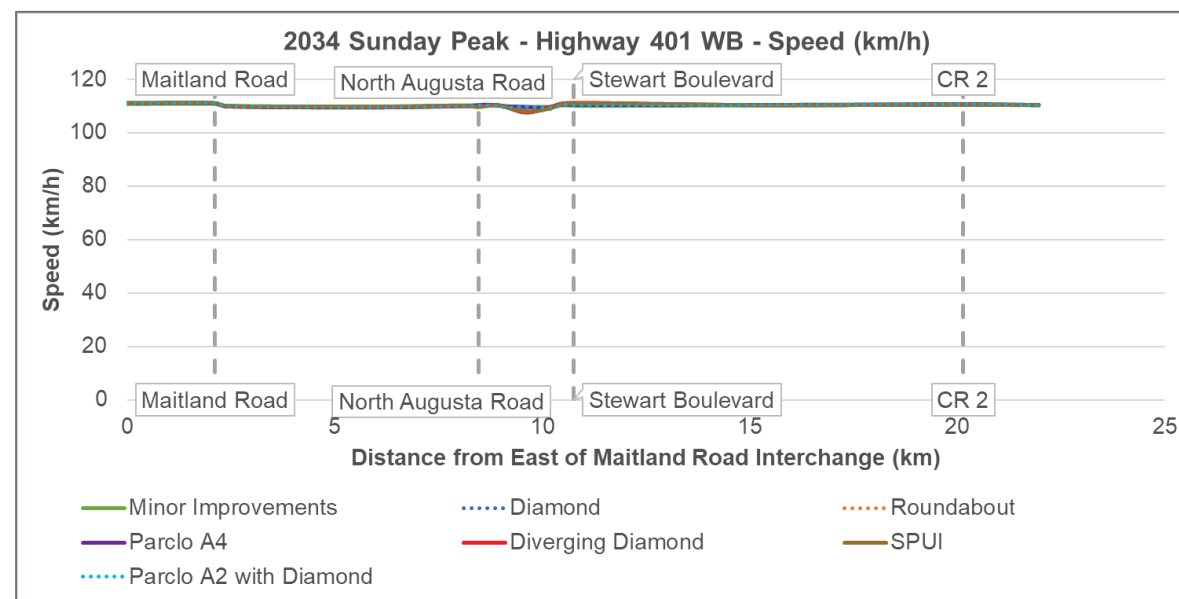 2034 Sunday Peak - Highway 401 WB - Speed (km/h)
120
Maitland Road
North Augusta Road
Stewart Boulevard
CR 2
100
80
60
40
20
0
Speed (km/h)
Maitland Road
North Augusta Road
Stewart Boulevard
CR 2
0 5 10 15 20 25
Distance from East of Maitland Road Interchange (km)
Minor Improvements Diamond Roundabout
Parclo A4 Diverging Diamond SPUI
Parclo A2 with Diamond